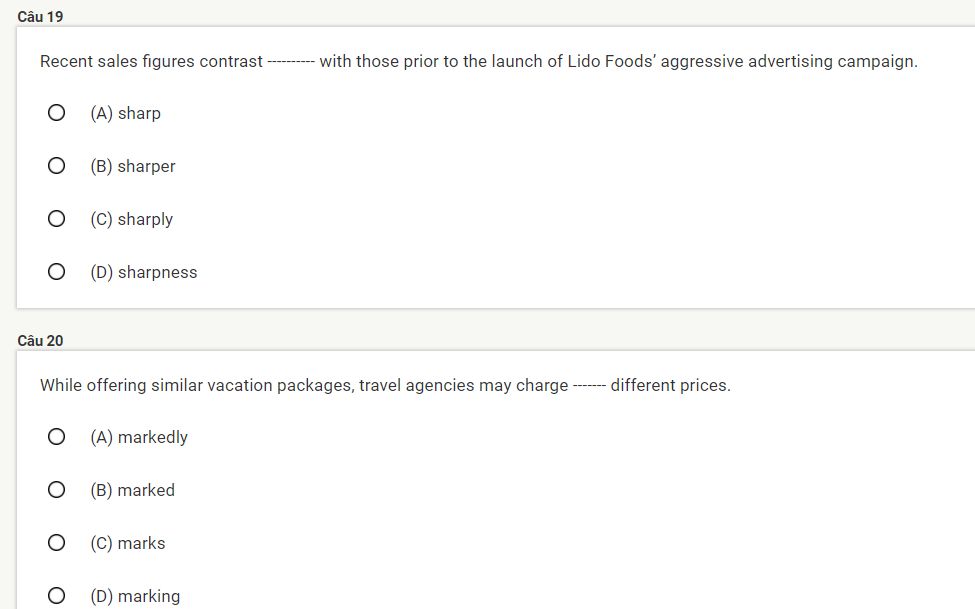 Câu 19
Recent sales figures contrast ---------- with those prior to the launch of Lido Foods’ aggressive advertising campaign.
(A) sharp
(B) sharper
(C) sharply
(D) sharpness
Câu 20
While offering similar vacation packages, travel agencies may charge ------- different prices.
(A) markedly
(B) marked
(C) marks
(D) marking